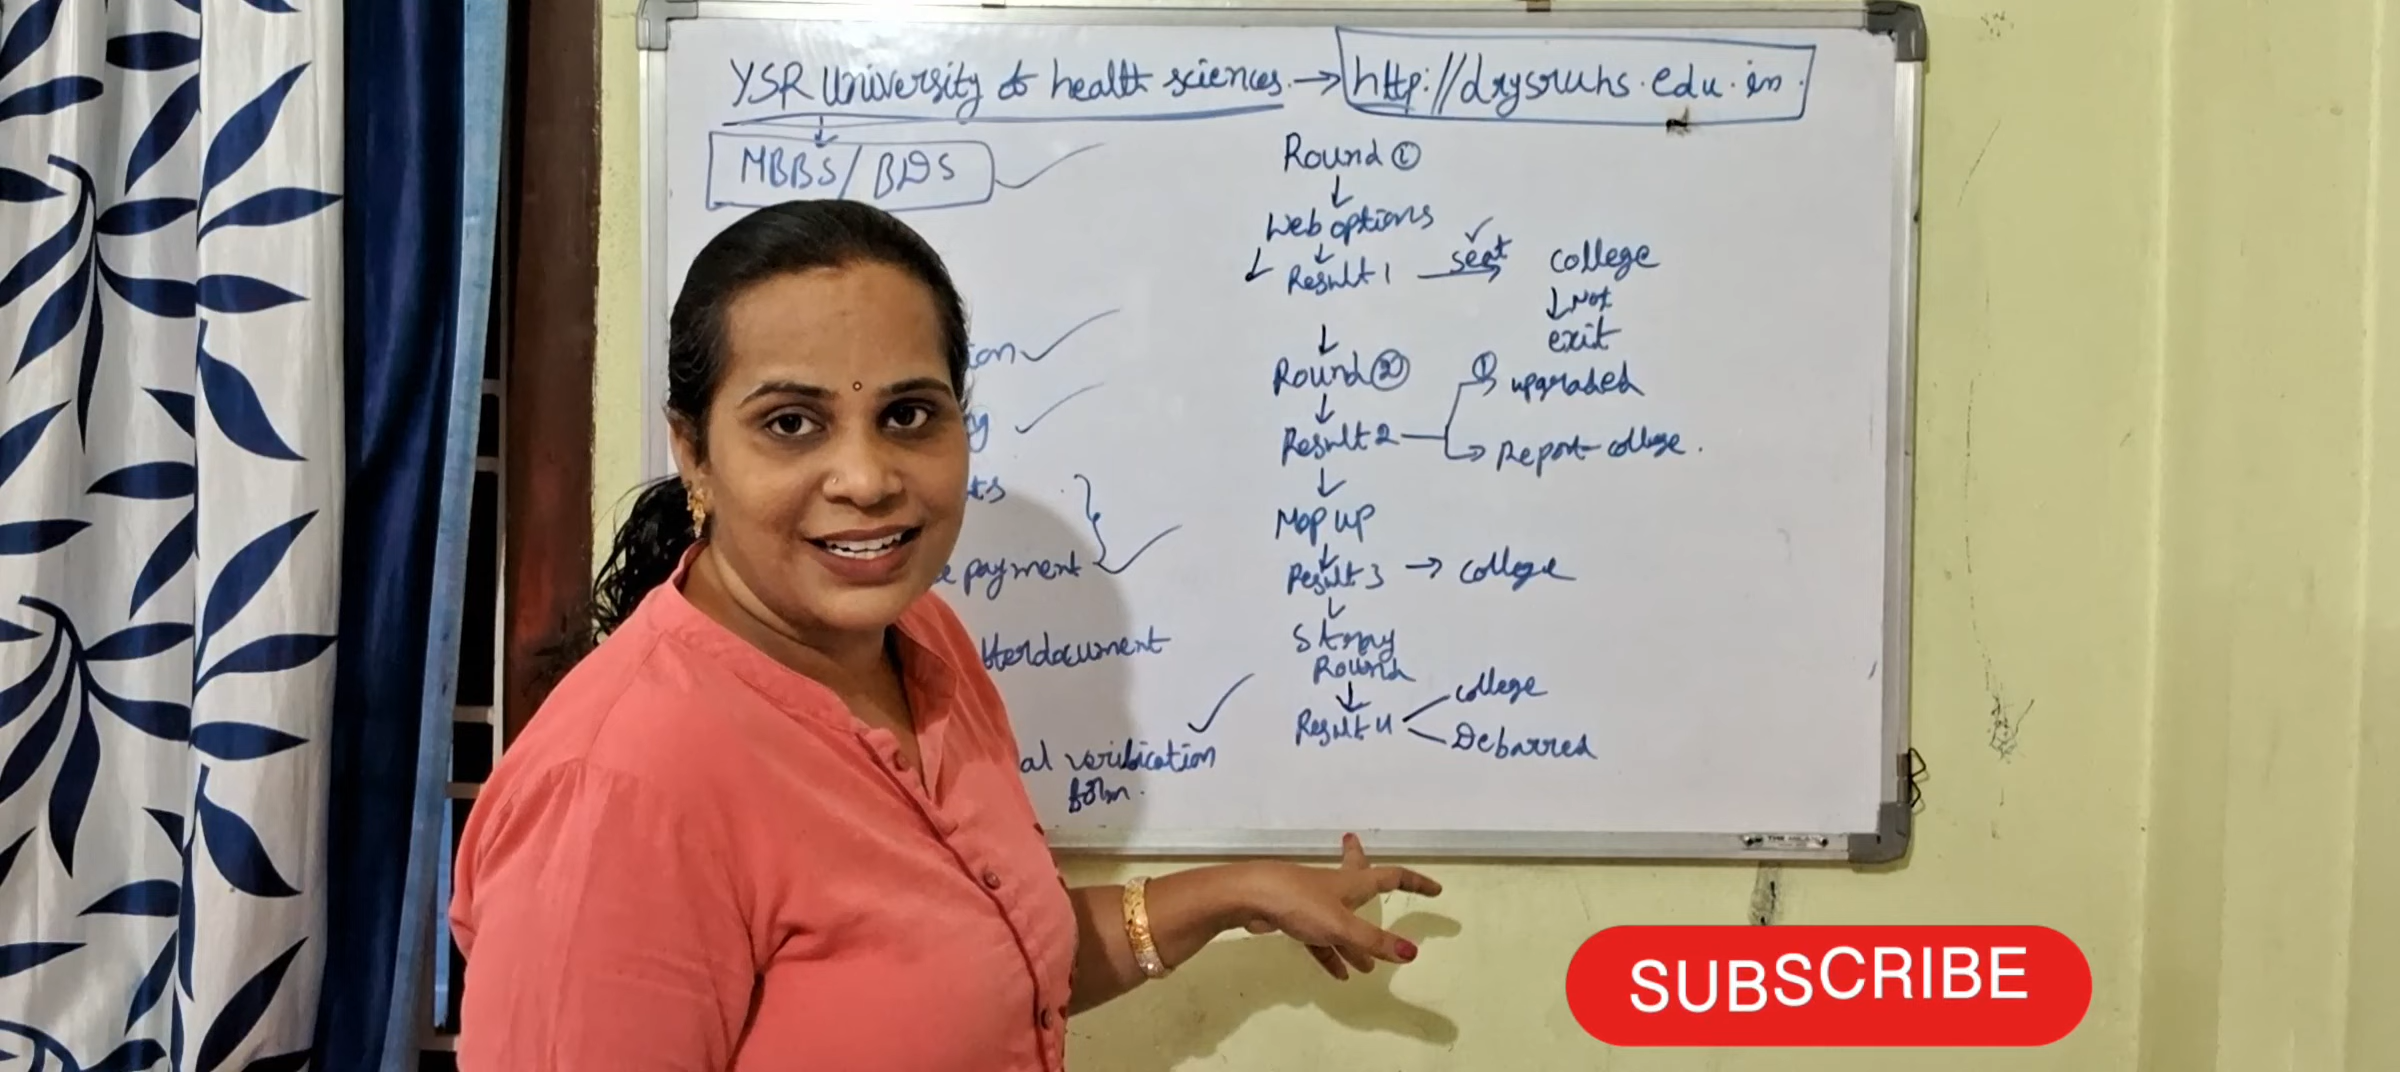 YSR University of health sciences. → http://drysruhs.edu.in.
MBBS/BDS
payment
document
verification
form.
Round ①
↓
Web options
↓
Result 1 → seat college
↓ Not
exit
↓
Round ②
① upgraded
↓
Result 2
→ Report college.
↓
Mop up
↓
Result 3 → college
↓
Stray
Round
↓
college
Result 4
Debarred
SUBSCRIBE